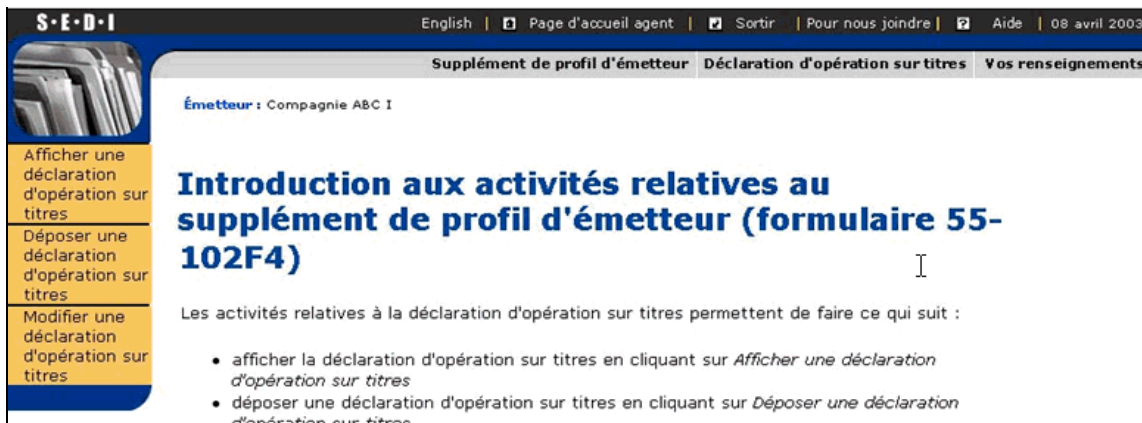 S•E•D•I
English | Page d'accueil agent | Sortir | Pour nous joindre | Aide | 08 avril 2003
Supplément de profil d'émetteur Déclaration d'opération sur titres Vos renseignements
Émetteur : Compagnie ABC I
Afficher une
déclaration
d'opération sur
titres
Déposer une
déclaration
d'opération sur
titres
Modifier une
déclaration
d'opération sur
titres
Introduction aux activités relatives au
supplément de profil d'émetteur (formulaire 55-
102F4)
Les activités relatives à la déclaration d'opération sur titres permettent de faire ce qui suit :
• afficher la déclaration d'opération sur titres en cliquant sur Afficher une déclaration
d'opération sur titres
• déposer une déclaration d'opération sur titres en cliquant sur Déposer une déclaration
d'opération sur titres